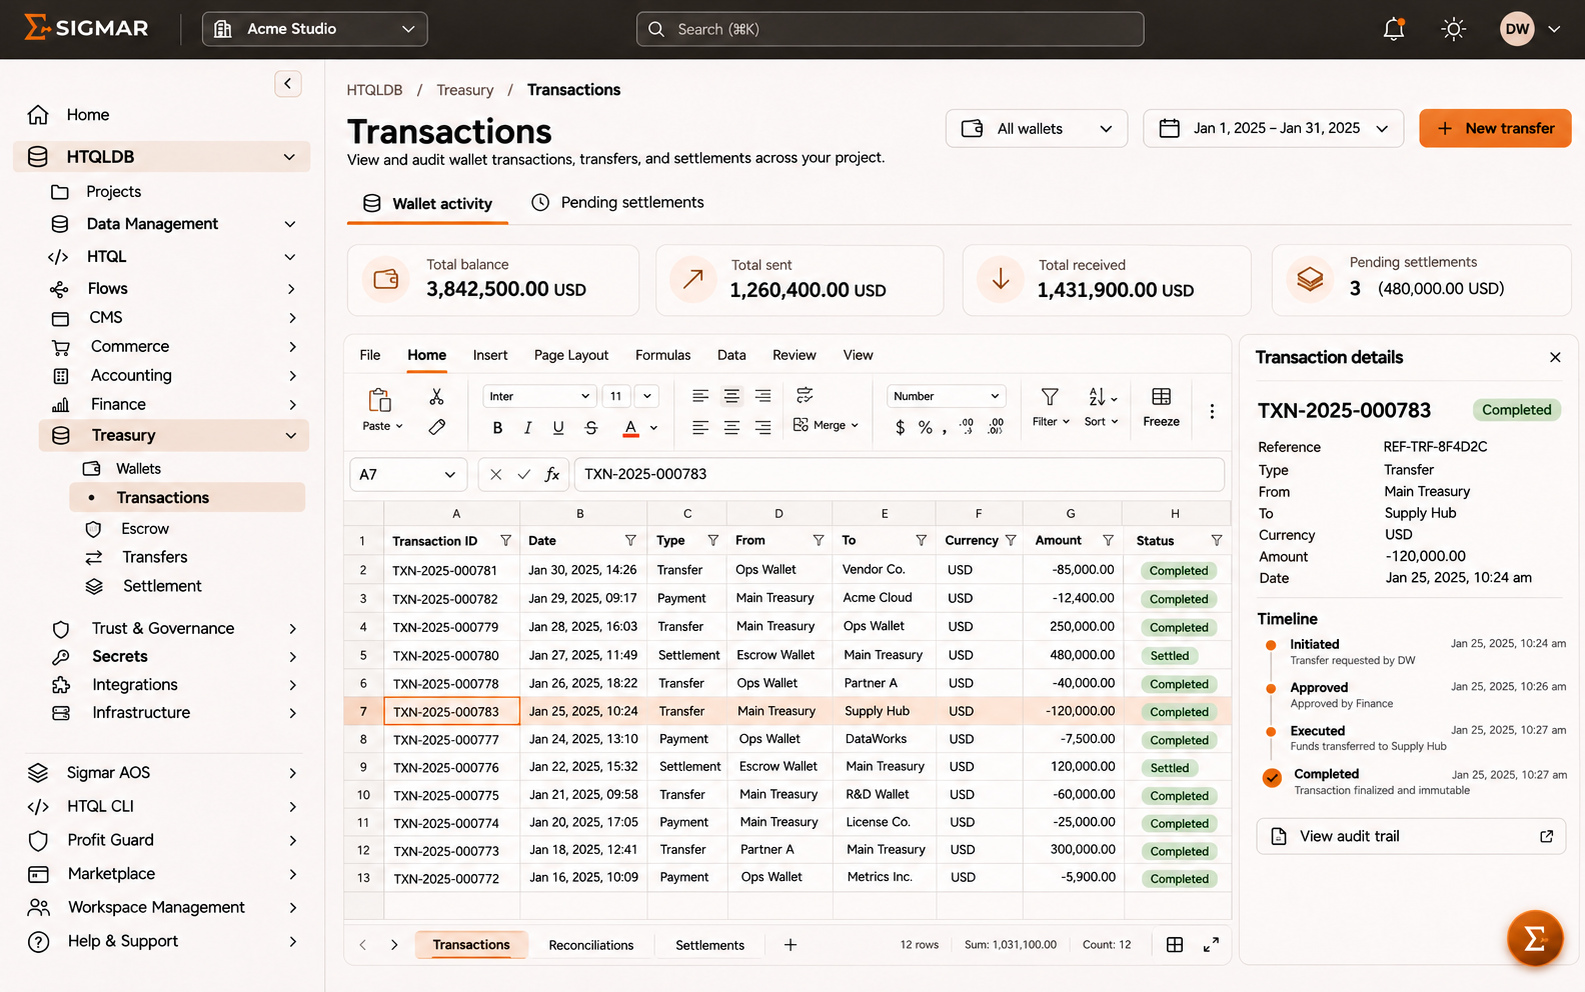 SIGMAR
Acme Studio
Search (⌘K)
DW
Home
HTQLDB
Projects
Data Management
</> HTQL
Flows
CMS
Commerce
Accounting
Finance
Treasury
Wallets
• Transactions
Escrow
Transfers
Settlement
Trust & Governance
Secrets
Integrations
Infrastructure
Sigmar AOS
</> HTQL CLI
Profit Guard
Marketplace
Workspace Management
Help & Support
HTQLDB / Treasury / Transactions
Transactions
View and audit wallet transactions, transfers, and settlements across your project.
All wallets
Jan 1, 2025 – Jan 31, 2025
+ New transfer
Wallet activity
Pending settlements
Total balance
3,842,500.00 USD
Total sent
1,260,400.00 USD
Total received
1,431,900.00 USD
Pending settlements
3 (480,000.00 USD)
File Home Insert Page Layout Formulas Data Review View
Paste
Inter 11
B I U S A
Merge
Number
$ % , .00 .00
Filter
Sort
Freeze
A7
fx
TXN-2025-000783
A B C D E F G H
1 Transaction ID Date Type From To Currency Amount Status
2 TXN-2025-000781 Jan 30, 2025, 14:26 Transfer Ops Wallet Vendor Co. USD -85,000.00 Completed
3 TXN-2025-000782 Jan 29, 2025, 09:17 Payment Main Treasury Acme Cloud USD -12,400.00 Completed
4 TXN-2025-000779 Jan 28, 2025, 16:03 Transfer Main Treasury Ops Wallet USD 250,000.00 Completed
5 TXN-2025-000780 Jan 27, 2025, 11:49 Settlement Escrow Wallet Main Treasury USD 480,000.00 Settled
6 TXN-2025-000778 Jan 26, 2025, 18:22 Transfer Ops Wallet Partner A USD -40,000.00 Completed
7 TXN-2025-000783 Jan 25, 2025, 10:24 Transfer Main Treasury Supply Hub USD -120,000.00 Completed
8 TXN-2025-000777 Jan 24, 2025, 13:10 Payment Ops Wallet DataWorks USD -7,500.00 Completed
9 TXN-2025-000776 Jan 22, 2025, 15:32 Settlement Escrow Wallet Main Treasury USD 120,000.00 Settled
10 TXN-2025-000775 Jan 21, 2025, 09:58 Transfer Main Treasury R&D Wallet USD -60,000.00 Completed
11 TXN-2025-000774 Jan 20, 2025, 17:05 Payment Main Treasury License Co. USD -25,000.00 Completed
12 TXN-2025-000773 Jan 18, 2025, 12:41 Transfer Partner A Main Treasury USD 300,000.00 Completed
13 TXN-2025-000772 Jan 16, 2025, 10:09 Payment Ops Wallet Metrics Inc. USD -5,900.00 Completed
Transactions Reconciliations Settlements +
12 rows Sum: 1,031,100.00 Count: 12
Transaction details
TXN-2025-000783 Completed
Reference REF-TRF-8F4D2C
Type Transfer
From Main Treasury
To Supply Hub
Currency USD
Amount -120,000.00
Date Jan 25, 2025, 10:24 am
Timeline
Initiated Jan 25, 2025, 10:24 am
Transfer requested by DW
Approved Jan 25, 2025, 10:26 am
Approved by Finance
Executed Jan 25, 2025, 10:27 am
Funds transferred to Supply Hub
Completed Jan 25, 2025, 10:27 am
Transaction finalized and immutable
View audit trail
Σ